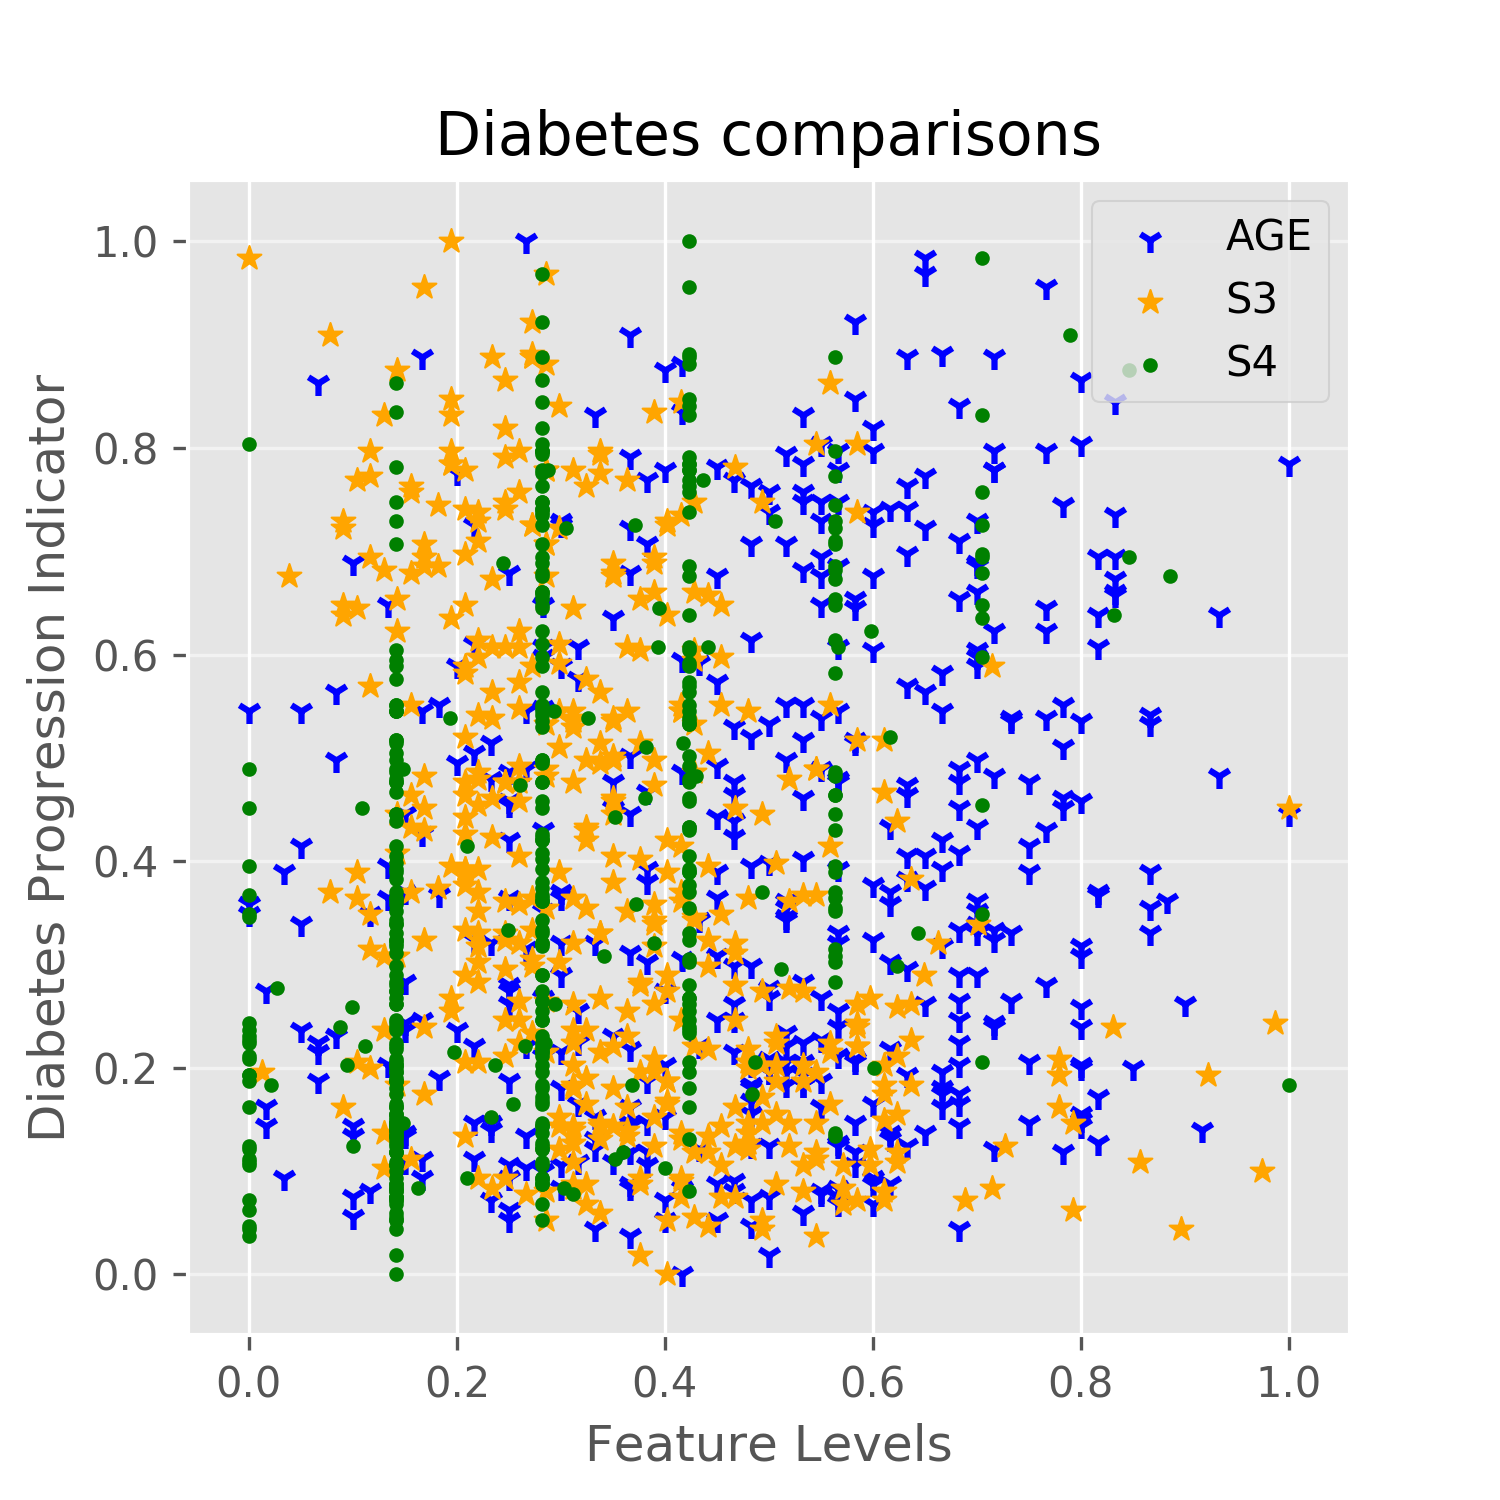 Diabetes comparisons
AGE
S3
S4
Diabetes Progression Indicator
1.0
0.8
0.6
0.4
0.2
0.0
0.0 0.2 0.4 0.6 0.8 1.0
Feature Levels